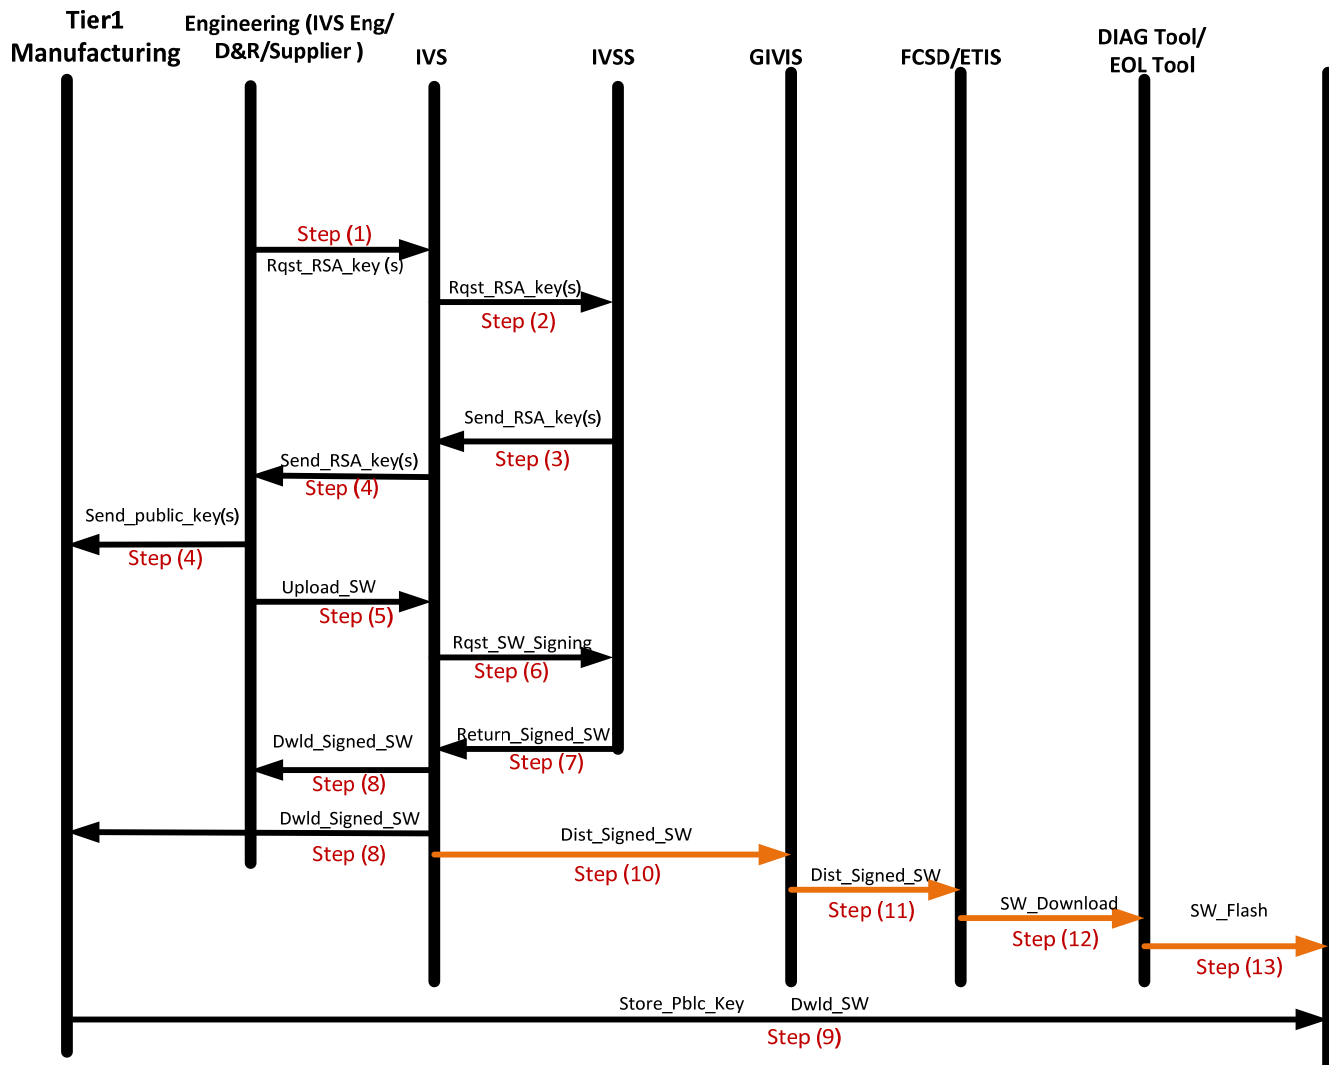 Tier1
Manufacturing
Engineering (IVS Eng/
D&R/Supplier )
IVS
IVSS
GIVIS
FCSD/ETIS
DIAG Tool/
EOL Tool
Step (1)
Rqst_RSA_key (s)
Rqst_RSA_key(s)
Step (2)
Send_RSA_key(s)
Step (3)
Send_RSA_key(s)
Step (4)
Send_public_key(s)
Step (4)
Upload_SW
Step (5)
Rqst_SW_Signing
Step (6)
Return_Signed_SW
Step (7)
Dwld_Signed_SW
Step (8)
Dwld_Signed_SW
Step (8)
Dist_Signed_SW
Step (10)
Dist_Signed_SW
Step (11)
SW_Download
Step (12)
SW_Flash
Step (13)
Store_Pblc_Key Dwld_SW
Step (9)